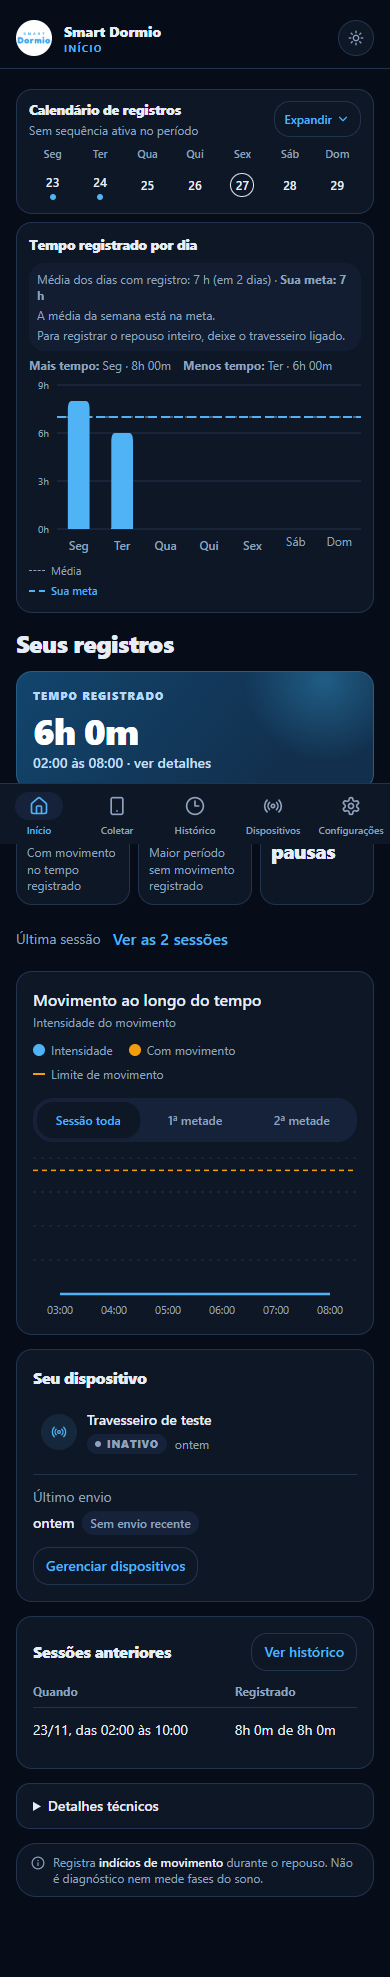 SMART
Dormio
Smart Dormio
INÍCIO
Calendário de registros
Sem sequência ativa no período
Expandir
Seg Ter Qua Qui Sex Sáb Dom
23 24 25 26 27 28 29
Tempo registrado por dia
Média dos dias com registro: 7 h (em 2 dias) · Sua meta: 7
h
A média da semana está na meta.
Para registrar o repouso inteiro, deixe o travesseiro ligado.
Mais tempo: Seg · 8h 00m Menos tempo: Ter · 6h 00m
9h
6h
3h
0h
Seg Ter Qua Qui Sex Sáb Dom
Média
Sua meta
Seus registros
TEMPO REGISTRADO
6h 0m
02:00 às 08:00 · ver detalhes
Início Coletar Histórico Dispositivos Configurações
Com movimento
no tempo
registrado
Maior período
sem movimento
registrado
pausas
Última sessão Ver as 2 sessões
Movimento ao longo do tempo
Intensidade do movimento
Intensidade Com movimento
Limite de movimento
Sessão toda 1ª metade 2ª metade
03:00 04:00 05:00 06:00 07:00 08:00
Seu dispositivo
Travesseiro de teste
INATIVO ontem
Último envio
ontem Sem envio recente
Gerenciar dispositivos
Sessões anteriores Ver histórico
Quando Registrado
23/11, das 02:00 às 10:00 8h 0m de 8h 0m
Detalhes técnicos
Registra indícios de movimento durante o repouso. Não
é diagnóstico nem mede fases do sono.